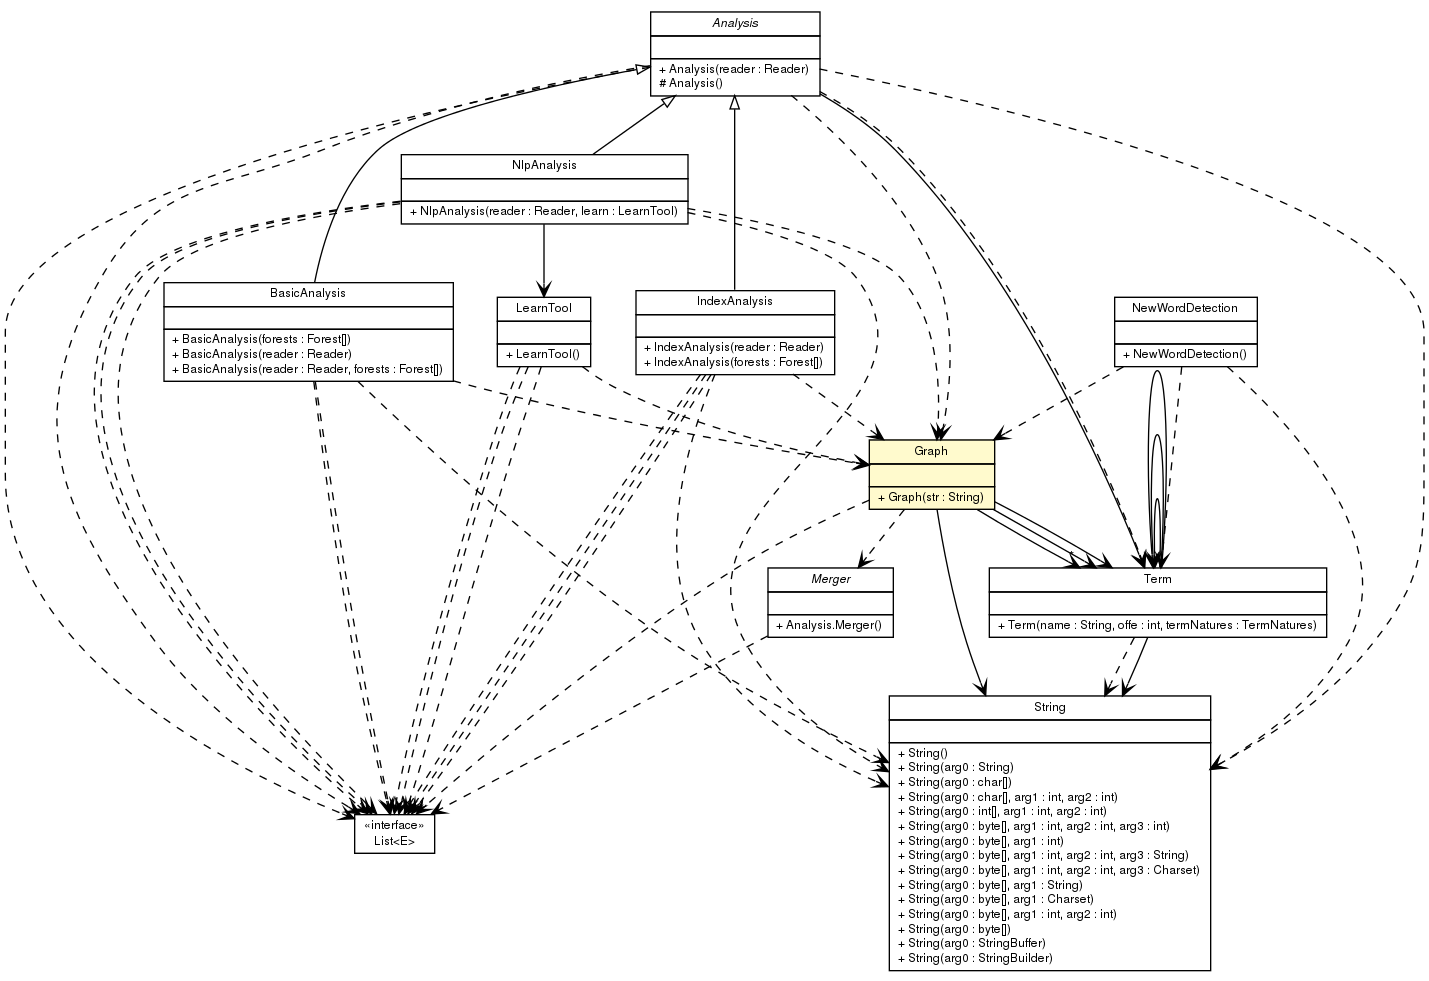 Analysis
+ Analysis(reader : Reader)
# Analysis()
NlpAnalysis
+ NlpAnalysis(reader : Reader, learn : LearnTool)
BasicAnalysis
+ BasicAnalysis(forests : Forest[])
+ BasicAnalysis(reader : Reader)
+ BasicAnalysis(reader : Reader, forests : Forest[])
LearnTool
+ LearnTool()
IndexAnalysis
+ IndexAnalysis(reader : Reader)
+ IndexAnalysis(forests : Forest[])
NewWordDetection
+ NewWordDetection()
Graph
+ Graph(str : String)
Merger
+ Analysis.Merger()
Term
+ Term(name : String, offe : int, termNatures : TermNatures)
String
+ String()
+ String(arg0 : String)
+ String(arg0 : char[])
+ String(arg0 : char[], arg1 : int, arg2 : int)
+ String(arg0 : int[], arg1 : int, arg2 : int)
+ String(arg0 : byte[], arg1 : int, arg2 : int, arg3 : int)
+ String(arg0 : byte[], arg1 : int)
+ String(arg0 : byte[], arg1 : int, arg2 : int, arg3 : String)
+ String(arg0 : byte[], arg1 : int, arg2 : int, arg3 : Charset)
+ String(arg0 : byte[], arg1 : String)
+ String(arg0 : byte[], arg1 : Charset)
+ String(arg0 : byte[], arg1 : int, arg2 : int)
+ String(arg0 : byte[])
+ String(arg0 : StringBuffer)
+ String(arg0 : StringBuilder)
«interface»
List<E>